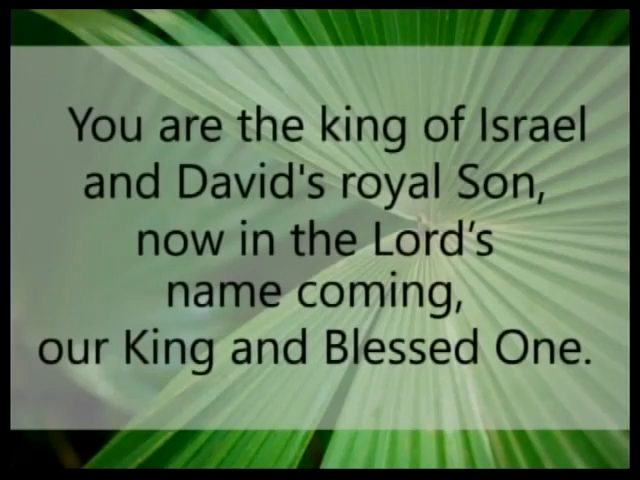 You are the king of Israel
and David's royal Son,
now in the Lord’s
name coming,
our King and Blessed One.